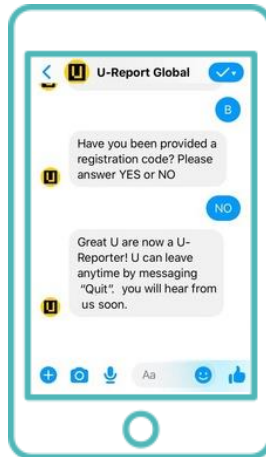 U-Report Global
B
Have you been provided a
registration code? Please
answer YES or NO
NO
Great U are now a U-
Reporter! U can leave
anytime by messaging
"Quit". you will hear from
us soon.
Aa